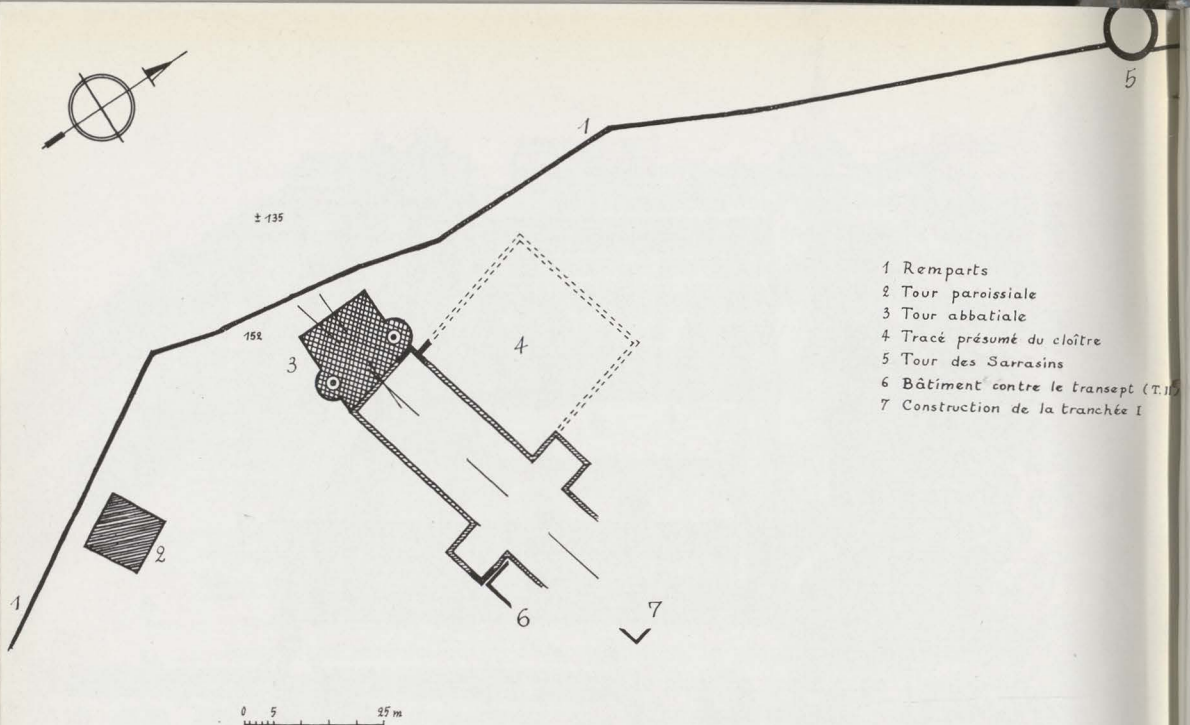 5
1
± 135
1 Remparts
2 Tour paroissiale
152
3 Tour abbatiale
3
4
4 Tracé présumé du cloître
5 Tour des Sarrasins
6 Bâtiment contre le transept (T.II)
7 Construction de la tranchée I
2
1
6
7
0 5 25 m